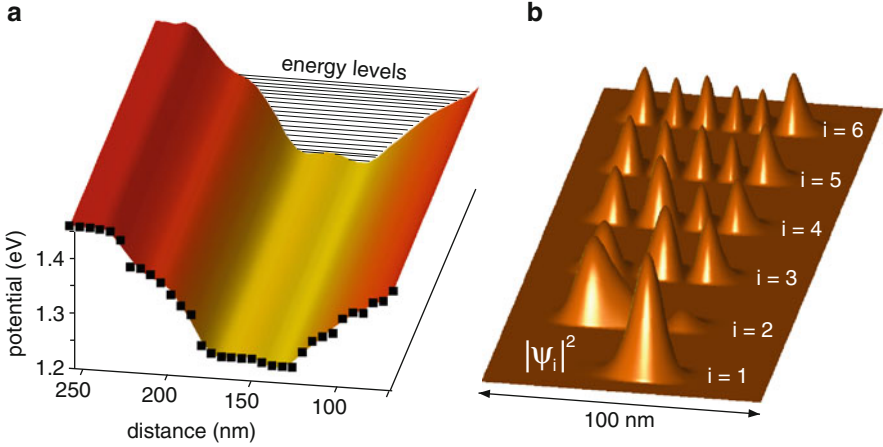 a
energy levels
potential (eV)
1.4
1.3
1.2
250
200
150
100
distance (nm)
b
i = 6
i = 5
i = 4
i = 3
i = 2
i = 1
|ψᵢ|²
100 nm